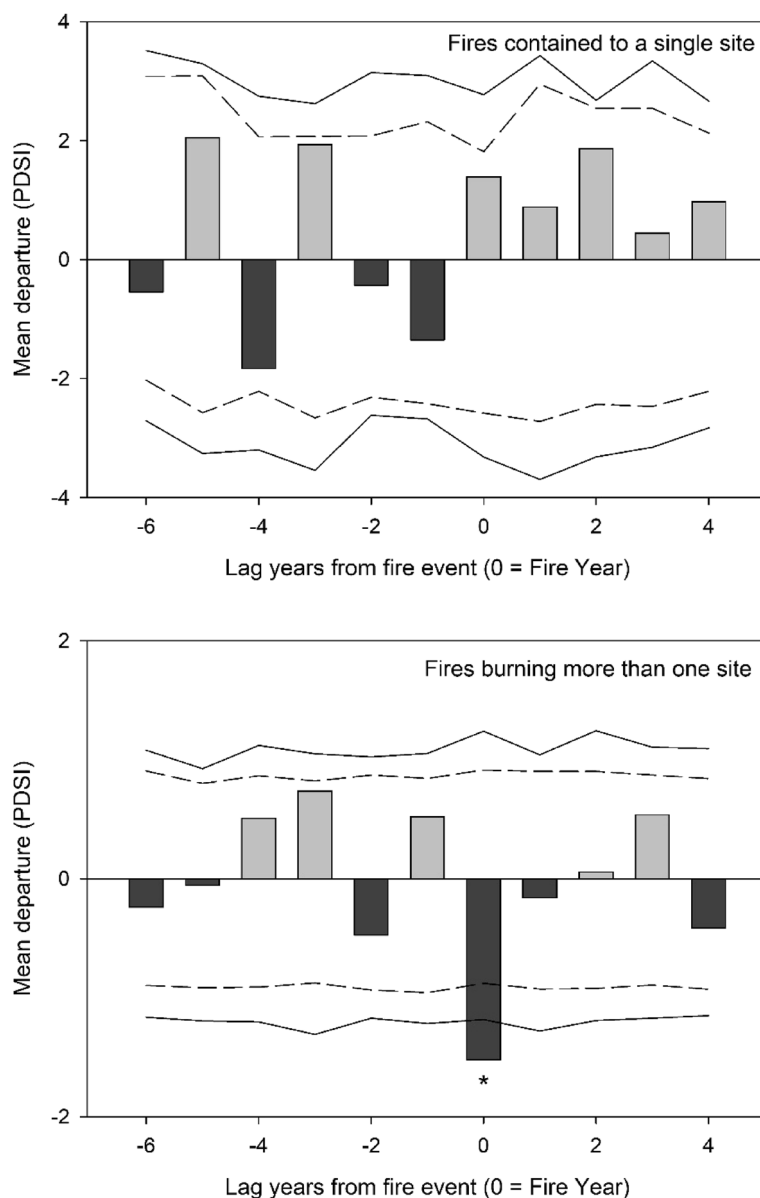 4
Fires contained to a single site
2
0
-2
-4
Mean departure (PDSI)
-6 -4 -2 0 2 4
Lag years from fire event (0 = Fire Year)
2
Fires burning more than one site
0
-2
Mean departure (PDSI)
*
-6 -4 -2 0 2 4
Lag years from fire event (0 = Fire Year)